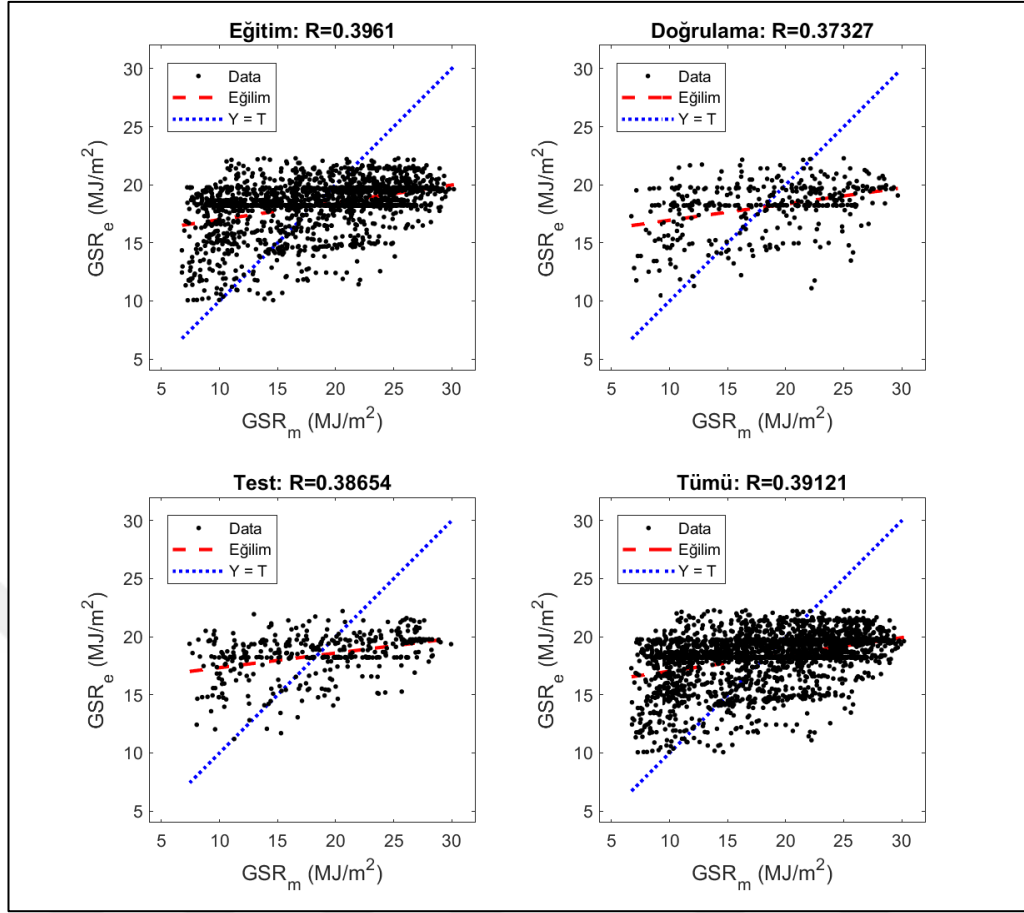 Eğitim: R=0.3961
Data
Eğilim
Y = T
30
25
20
15
10
5
GSR_e (MJ/m^2)
5 10 15 20 25 30
GSR_m (MJ/m^2)
Doğrulama: R=0.37327
Data
Eğilim
Y = T
30
25
20
15
10
5
GSR_e (MJ/m^2)
5 10 15 20 25 30
GSR_m (MJ/m^2)
Test: R=0.38654
Data
Eğilim
Y = T
30
25
20
15
10
5
GSR_e (MJ/m^2)
5 10 15 20 25 30
GSR_m (MJ/m^2)
Tümü: R=0.39121
Data
Eğilim
Y = T
30
25
20
15
10
5
GSR_e (MJ/m^2)
5 10 15 20 25 30
GSR_m (MJ/m^2)